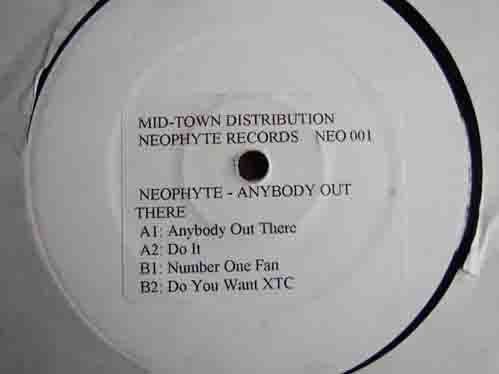 MID-TOWN DISTRIBUTION
NEOPHYTE RECORDS NEO 001
NEOPHYTE - ANYBODY OUT
THERE
A1: Anybody Out There
A2: Do It
B1: Number One Fan
B2: Do You Want XTC